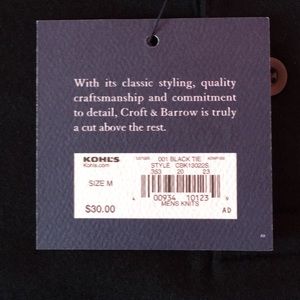 With its classic styling, quality
craftsmanship and commitment
to detail, Croft & Barrow is truly
a cut above the rest.
KOHL'S
Kohls.com
001 BLACK TIE
STYLE CBK13022S
353 20 23
SIZE M
00934 10123
$30.00
MENS KNITS
AD